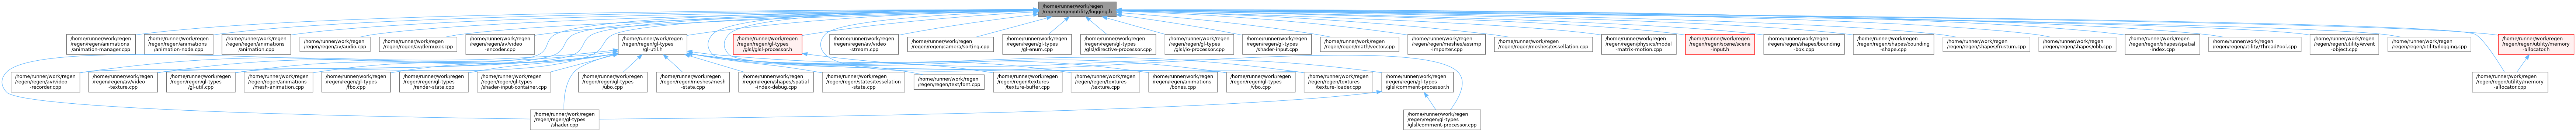 /home/runner/work/regen
/regen/regen/utility/logging.h
/home/runner/work/regen
/regen/regen/animations
/animation-manager.cpp
/home/runner/work/regen
/regen/regen/animations
/animation-node.cpp
/home/runner/work/regen
/regen/regen/animations
/animation.cpp
/home/runner/work/regen
/regen/regen/av/audio.cpp
/home/runner/work/regen
/regen/regen/av/demuxer.cpp
/home/runner/work/regen
/regen/regen/av/video
-encoder.cpp
/home/runner/work/regen
/regen/regen/gl-types
/gl-util.h
/home/runner/work/regen
/regen/regen/gl-types
/glsl/glsl-processor.h
/home/runner/work/regen
/regen/regen/av/video
-stream.cpp
/home/runner/work/regen
/regen/regen/camera/sorting.cpp
/home/runner/work/regen
/regen/regen/gl-types
/gl-enum.cpp
/home/runner/work/regen
/regen/regen/gl-types
/glsl/directive-processor.cpp
/home/runner/work/regen
/regen/regen/gl-types
/glsl/io-processor.cpp
/home/runner/work/regen
/regen/regen/gl-types
/shader-input.cpp
/home/runner/work/regen
/regen/regen/math/vector.cpp
/home/runner/work/regen
/regen/regen/meshes/assimp
-importer.cpp
/home/runner/work/regen
/regen/regen/meshes/tessellation.cpp
/home/runner/work/regen
/regen/regen/physics/model
-matrix-motion.cpp
/home/runner/work/regen
/regen/regen/scene/scene
-input.h
/home/runner/work/regen
/regen/regen/shapes/bounding
-box.cpp
/home/runner/work/regen
/regen/regen/shapes/bounding
-shape.cpp
/home/runner/work/regen
/regen/regen/shapes/frustum.cpp
/home/runner/work/regen
/regen/regen/shapes/obb.cpp
/home/runner/work/regen
/regen/regen/shapes/spatial
-index.cpp
/home/runner/work/regen
/regen/regen/utility/ThreadPool.cpp
/home/runner/work/regen
/regen/regen/utility/event
-object.cpp
/home/runner/work/regen
/regen/regen/utility/logging.cpp
/home/runner/work/regen
/regen/regen/utility/memory
-allocator.h
/home/runner/work/regen
/regen/regen/av/video
-recorder.cpp
/home/runner/work/regen
/regen/regen/av/video
-texture.cpp
/home/runner/work/regen
/regen/regen/gl-types
/gl-util.cpp
/home/runner/work/regen
/regen/regen/animations
/mesh-animation.cpp
/home/runner/work/regen
/regen/regen/gl-types
/fbo.cpp
/home/runner/work/regen
/regen/regen/gl-types
/render-state.cpp
/home/runner/work/regen
/regen/regen/gl-types
/shader-input-container.cpp
/home/runner/work/regen
/regen/regen/gl-types
/ubo.cpp
/home/runner/work/regen
/regen/regen/meshes/mesh
-state.cpp
/home/runner/work/regen
/regen/regen/shapes/spatial
-index-debug.cpp
/home/runner/work/regen
/regen/regen/states/tesselation
-state.cpp
/home/runner/work/regen
/regen/regen/text/font.cpp
/home/runner/work/regen
/regen/regen/textures
/texture-buffer.cpp
/home/runner/work/regen
/regen/regen/textures
/texture.cpp
/home/runner/work/regen
/regen/regen/animations
/bones.cpp
/home/runner/work/regen
/regen/regen/gl-types
/vbo.cpp
/home/runner/work/regen
/regen/regen/textures
/texture-loader.cpp
/home/runner/work/regen
/regen/regen/gl-types
/glsl/comment-processor.h
/home/runner/work/regen
/regen/regen/utility/memory
-allocator.cpp
/home/runner/work/regen
/regen/regen/gl-types
/shader.cpp
/home/runner/work/regen
/regen/regen/gl-types
/glsl/comment-processor.cpp